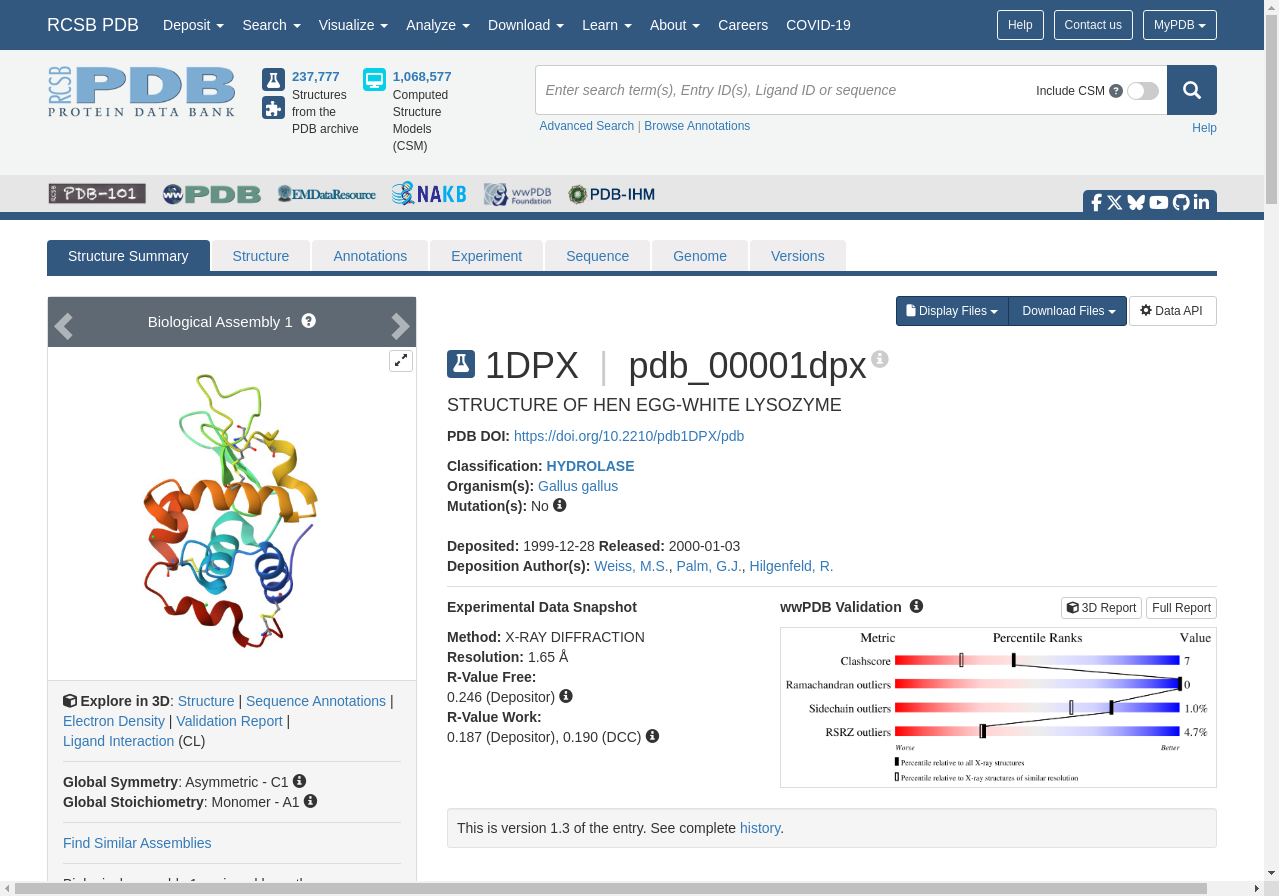 RCSB PDB Deposit Search Visualize Analyze Download Learn About Careers COVID-19 Help Contact us MyPDB
RCSB PDB
PROTEIN DATA BANK
237,777
Structures
from the
PDB archive
1,068,577
Computed
Structure
Models
(CSM)
Enter search term(s), Entry ID(s), Ligand ID or sequence
Include CSM ?
Advanced Search | Browse Annotations
Help
RCSB PDB-101 wwPDB EMDataResource NAKB wwPDB Foundation PDB-IHM
Structure Summary Structure Annotations Experiment Sequence Genome Versions
Biological Assembly 1 ?
Display Files Download Files Data API
1DPX | pdb_00001dpx
STRUCTURE OF HEN EGG-WHITE LYSOZYME
PDB DOI: https://doi.org/10.2210/pdb1DPX/pdb
Classification: HYDROLASE
Organism(s): Gallus gallus
Mutation(s): No
Deposited: 1999-12-28 Released: 2000-01-03
Deposition Author(s): Weiss, M.S., Palm, G.J., Hilgenfeld, R.
Experimental Data Snapshot
Method: X-RAY DIFFRACTION
Resolution: 1.65 Å
R-Value Free:
0.246 (Depositor)
R-Value Work:
0.187 (Depositor), 0.190 (DCC)
wwPDB Validation 3D Report Full Report
Metric Percentile Ranks Value
Clashscore 7
Ramachandran outliers 0
Sidechain outliers 1.0%
RSRZ outliers 4.7%
Worse Better
Percentile relative to all X-ray structures
Percentile relative to X-ray structures of similar resolution
This is version 1.3 of the entry. See complete history.
Explore in 3D: Structure | Sequence Annotations |
Electron Density | Validation Report |
Ligand Interaction (CL)
Global Symmetry: Asymmetric - C1
Global Stoichiometry: Monomer - A1
Find Similar Assemblies